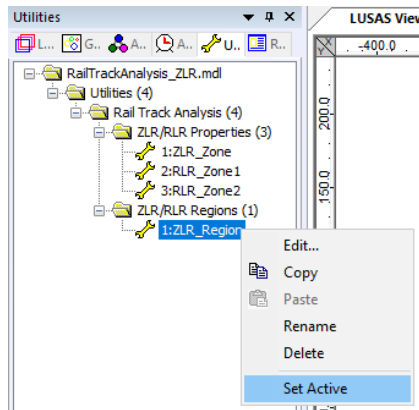 Utilities
LUSAS View
L... G.. A.. A.. U.. R..
X
Y
-400.0
RailTrackAnalysis_ZLR.mdl
Utilities (4)
200.0
Rail Track Analysis (4)
ZLR/RLR Properties (3)
1:ZLR_Zone
2:RLR_Zone1
150.0
3:RLR_Zone2
ZLR/RLR Regions (1)
1:ZLR_Region
Edit...
Copy
Paste
Rename
Delete
Set Active